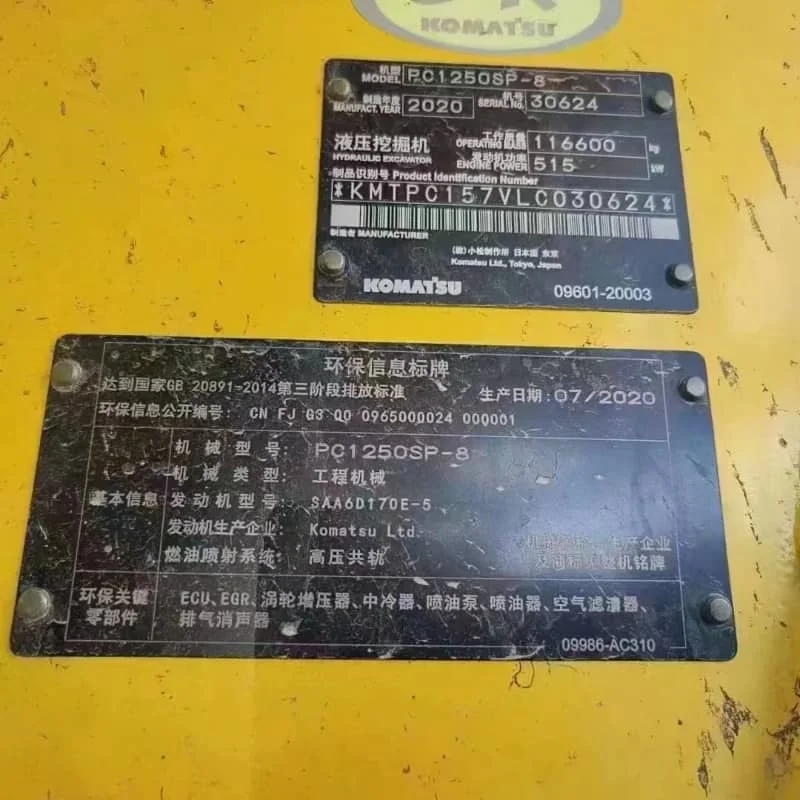 KOMATSU
机型 MODEL PC1250SP-8
制造年度 MANUFACT. YEAR 2020 机号 SERIAL No. 30624
液压挖掘机 HYDRAULIC EXCAVATOR
工作质量 OPERATING MASS 116600 kg
发动机功率 ENGINE POWER 515 kW
制品识别号 Product Identification Number
*KMTPC157VLC030624*
制造者 MANUFACTURER
(株)小松制作所 日本国 东京
Komatsu Ltd., Tokyo, Japan
KOMATSU 09601-20003
环保信息标牌
达到国家GB 20891-2014第三阶段排放标准 生产日期: 07/2020
环保信息公开编号: CN FJ G3 00 0965000024 000001
基本信息
机械型号: PC1250SP-8
机械类型: 工程机械
发动机型号: SAA6D170E-5
发动机生产企业: Komatsu Ltd.
燃油喷射系统: 高压共轨
生产企业
机铭牌
环保关键零部件
ECU、EGR、涡轮增压器、中冷器、喷油泵、喷油器、空气滤清器、
排气消声器
09986-AC310